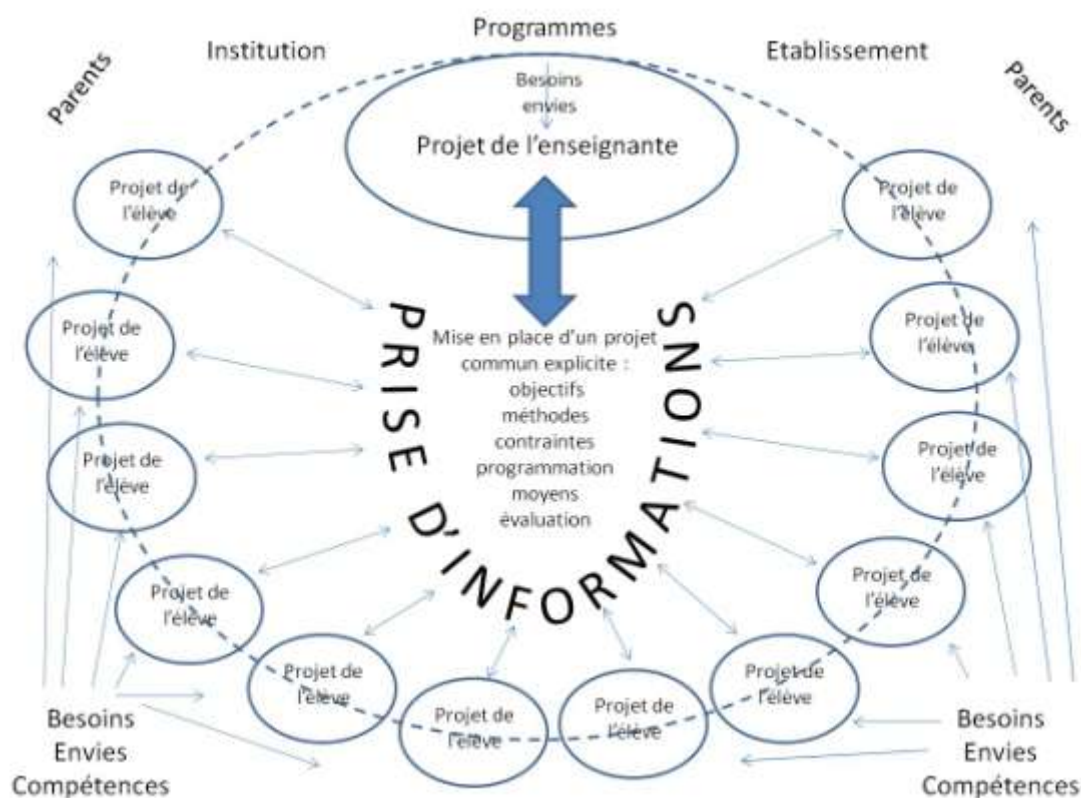 Programmes
Institution
Etablissement
Parents
Parents
Besoins
envies
Projet de l'enseignante
Projet de
l'élève
Projet de
l'élève
Projet de
l'élève
Projet de
l'élève
Projet de
l'élève
Projet de
l'élève
Projet de
l'élève
Projet de
l'élève
Projet de
l'élève
Projet de
l'élève
Projet de
l'élève
Projet de
l'élève
PRISE D'INFORMATIONS
Mise en place d'un projet
commun explicite :
objectifs
méthodes
contraintes
programmation
moyens
évaluation
Besoins
Envies
Compétences
Besoins
Envies
Compétences